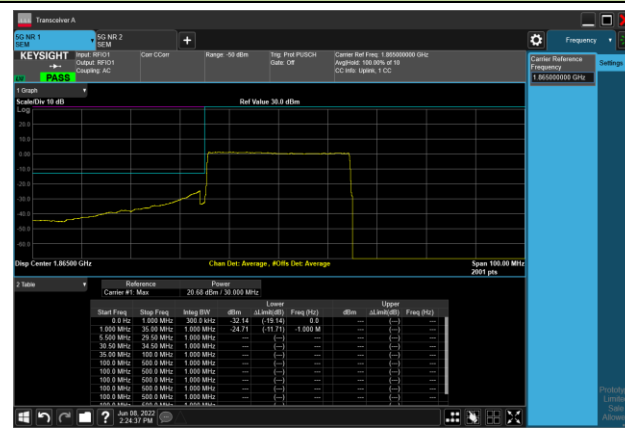 Transceiver A
5G NR 1
SEM
5G NR 2
SEM
+
Frequency
KEYSIGHT
Input: RFIO1
Output: RFIO1
Coupling: AC
Corr CCorr
Range: -50 dBm
Trig: Prot PUSCH
Gate: Off
Carrier Ref Freq: 1.865000000 GHz
Avg|Hold: 100.00% of 10
CC Info: Uplink, 1 CC
PASS
Carrier Reference
Frequency
1.865000000 GHz
Settings
1 Graph
Scale/Div 10 dB
Ref Value 30.0 dBm
Log
20.0
10.0
0.00
-10.0
-20.0
-30.0
-40.0
-50.0
-60.0
Disp Center 1.86500 GHz
Chan Det: Average , #Offs Det: Average
Span 100.00 MHz
2001 pts
2 Table
Reference Power
Carrier #1: Max 20.68 dBm / 30.000 MHz
Lower Upper
Start Freq Stop Freq Integ BW dBm ΔLimit(dB) Freq (Hz) dBm ΔLimit(dB) Freq (Hz)
0.0 Hz 1.000 MHz 300.0 kHz -32.14 (-19.14) 0.0 --- (---) ---
1.000 MHz 35.00 MHz 1.000 MHz -24.71 (-11.71) -1.000 M --- (---) ---
5.500 MHz 29.50 MHz 1.000 MHz --- (---) --- --- (---) ---
30.50 MHz 34.50 MHz 1.000 MHz --- (---) --- --- (---) ---
35.00 MHz 100.0 MHz 1.000 MHz --- (---) --- --- (---) ---
100.0 MHz 500.0 MHz 1.000 MHz --- (---) --- --- (---) ---
100.0 MHz 500.0 MHz 1.000 MHz --- (---) --- --- (---) ---
100.0 MHz 500.0 MHz 1.000 MHz --- (---) --- --- (---) ---
100.0 MHz 500.0 MHz 1.000 MHz --- (---) --- --- (---) ---
100.0 MHz 500.0 MHz 1.000 MHz --- (---) --- --- (---) ---
Jun 08, 2022
2:24:37 PM
?